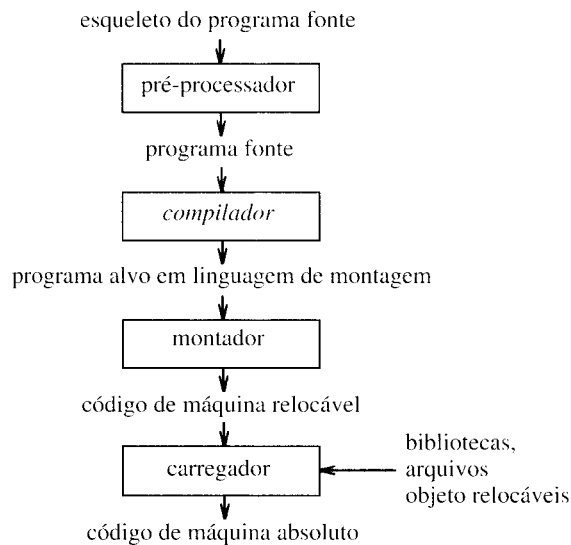 esqueleto do programa fonte
pré-processador
programa fonte
compilador
programa alvo em linguagem de montagem
montador
código de máquina relocável
carregador
bibliotecas,
arquivos
objeto relocáveis
código de máquina absoluto